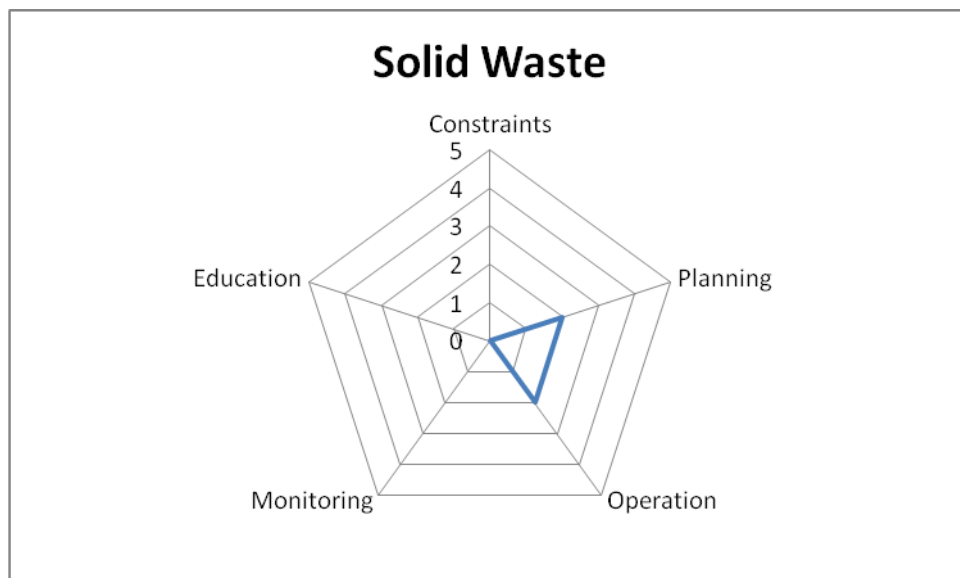 Solid Waste
Constraints
5
4
3
2
1
0
Education
Planning
Monitoring
Operation